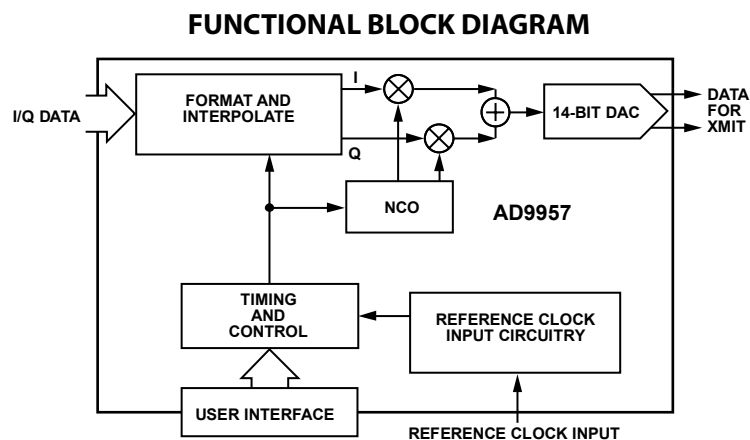 FUNCTIONAL BLOCK DIAGRAM
I/Q DATA
FORMAT AND
INTERPOLATE
I
Q
14-BIT DAC
DATA
FOR
XMIT
NCO
AD9957
TIMING
AND
CONTROL
REFERENCE CLOCK
INPUT CIRCUITRY
USER INTERFACE
REFERENCE CLOCK INPUT